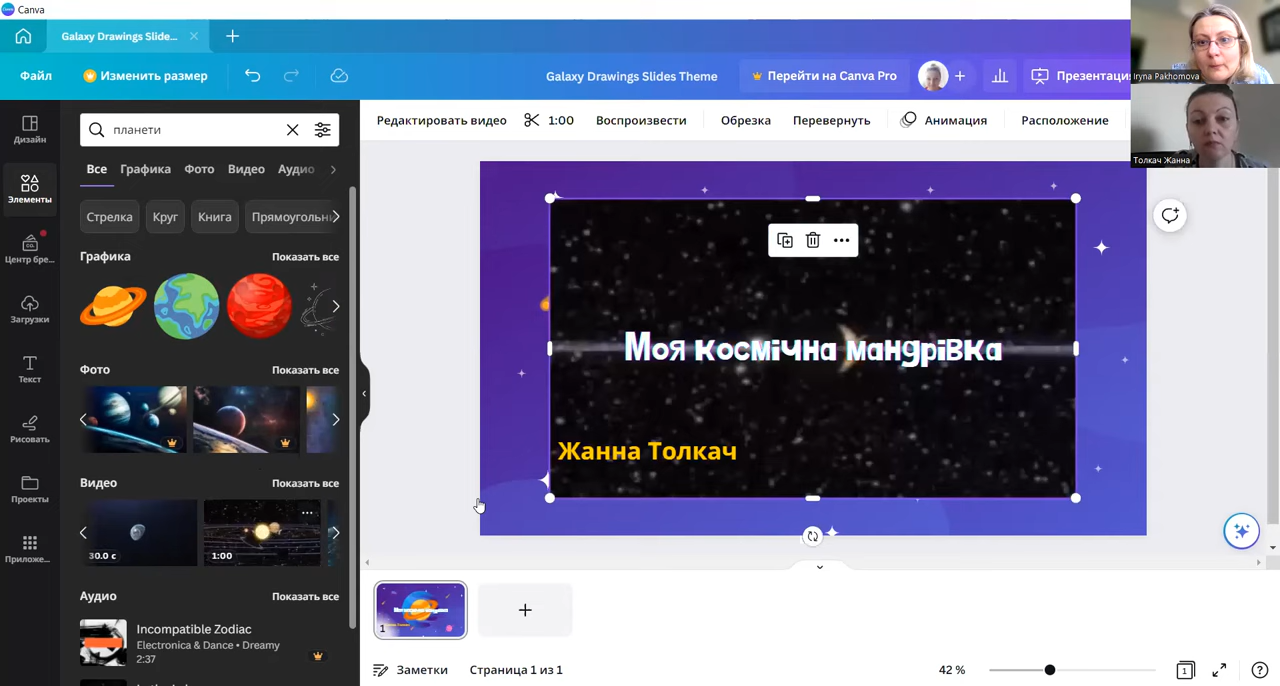 Canva
Galaxy Drawings Slide...
Файл
Изменить размер
Galaxy Drawings Slides Theme
Перейти на Canva Pro
Презентаци
Iryna Pakhomova
Толкач Жанна
Дизайн
Элементы
Центр бре...
Загрузки
Текст
Рисовать
Проекты
Приложе...
планети
Все
Графика
Фото
Видео
Аудио
Стрелка
Круг
Книга
Прямоугольн
Графика
Показать все
Фото
Показать все
Видео
Показать все
30.0 с
1:00
Аудио
Показать все
Incompatible Zodiac
Electronica & Dance • Dreamy
2:37
Редактировать видео
1:00
Воспроизвести
Обрезка
Перевернуть
Анимация
Расположение
Моя космічна мандрівка
Жанна Толкач
1
Заметки
Страница 1 из 1
42 %
1